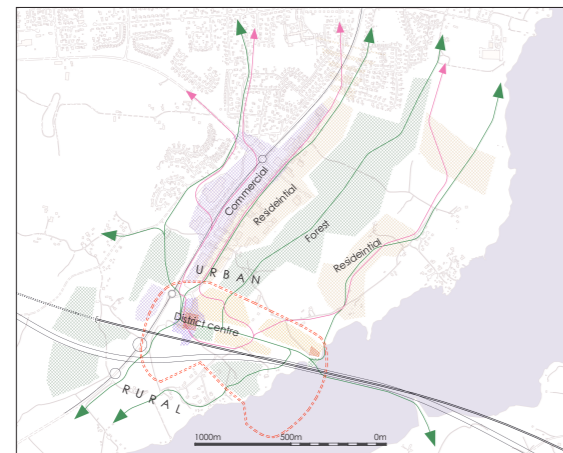 Commercial
Resideintial
Forest
Resideintial
URBAN
District centre
RURAL
1000m 500m 0m